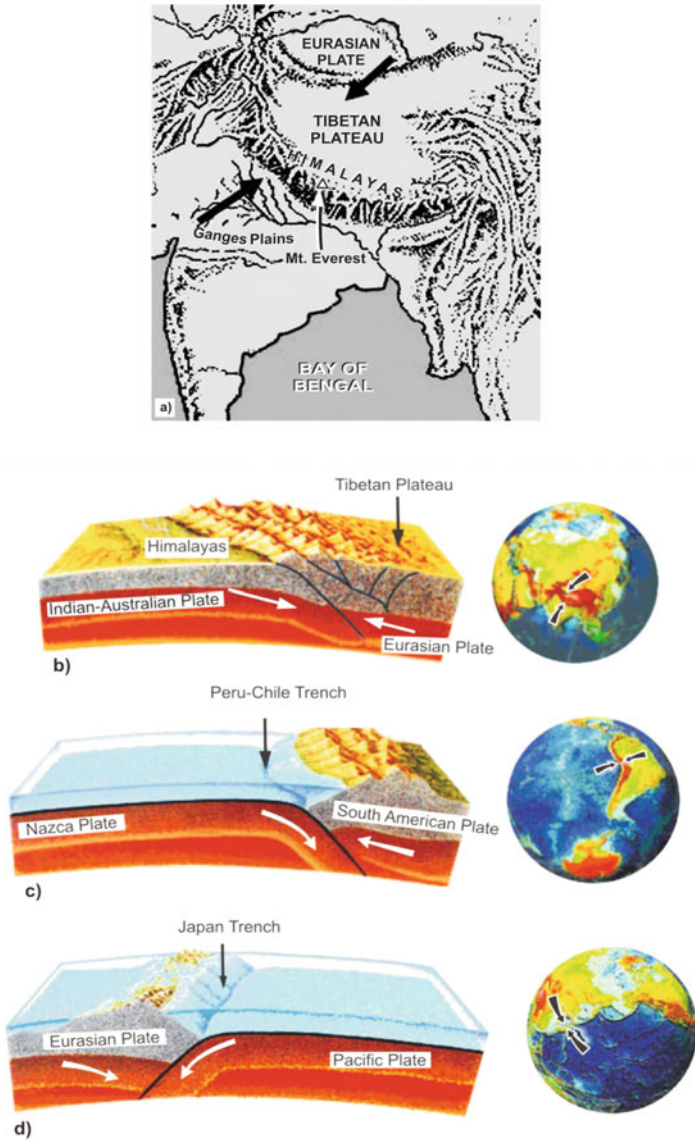 EURASIAN
PLATE
TIBETAN
PLATEAU
HIMALAYAS
Ganges Plains
Mt. Everest
BAY OF
BENGAL
a)
Tibetan Plateau
Himalayas
Indian-Australian Plate
Eurasian Plate
b)
Peru-Chile Trench
Nazca Plate
South American Plate
c)
Japan Trench
Eurasian Plate
Pacific Plate
d)